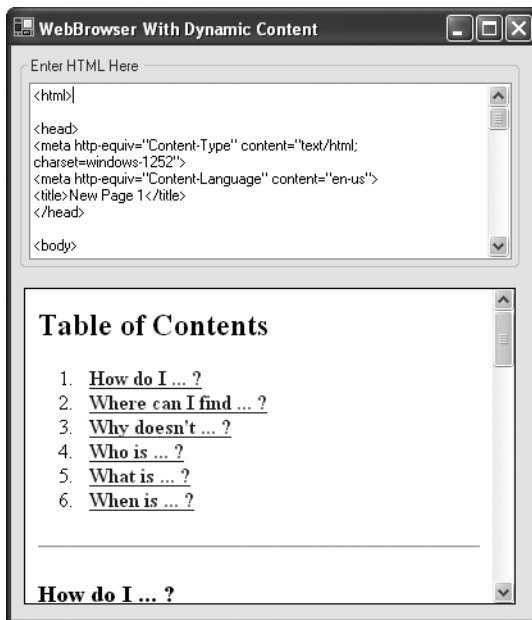 WebBrowser With Dynamic Content
Enter HTML Here
<html>
<head>
<meta http-equiv="Content-Type" content="text/html;
charset=windows-1252">
<meta http-equiv="Content-Language" content="en-us">
<title>New Page 1</title>
</head>
<body>
Table of Contents
1. How do I ... ?
2. Where can I find ... ?
3. Why doesn't ... ?
4. Who is ... ?
5. What is ... ?
6. When is ... ?
How do I ... ?